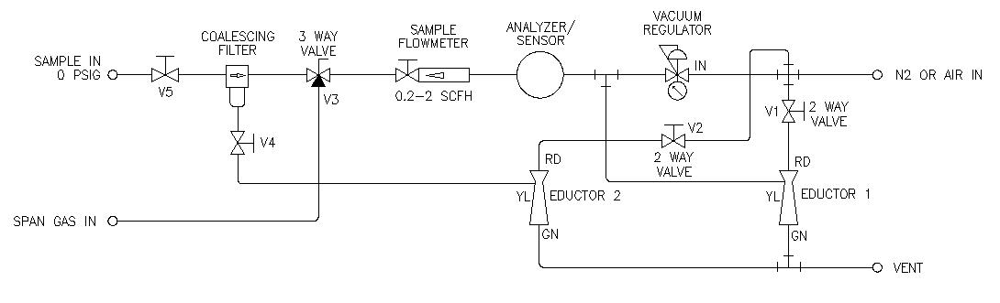 COALESCING
FILTER
3 WAY
VALVE
SAMPLE
FLOWMETER
ANALYZER/
SENSOR
VACUUM
REGULATOR
SAMPLE IN
0 PSIG
V5
V3
0.2-2 SCFH
IN
N2 OR AIR IN
V1
2 WAY
VALVE
V4
V2
2 WAY
VALVE
RD
RD
YL
EDUCTOR 2
YL
EDUCTOR 1
SPAN GAS IN
GN
GN
VENT